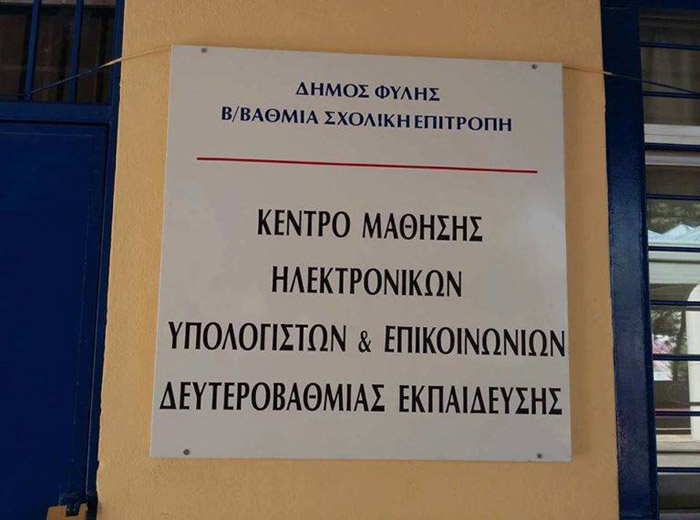 ΔΗΜΟΣ ΦΥΛΗΣ
Β/ΒΑΘΜΙΑ ΣΧΟΛΙΚΗ ΕΠΙΤΡΟΠΗ
ΚΕΝΤΡΟ ΜΑΘΗΣΗΣ
ΗΛΕΚΤΡΟΝΙΚΩΝ
ΥΠΟΛΟΓΙΣΤΩΝ & ΕΠΙΚΟΙΝΩΝΙΩΝ
ΔΕΥΤΕΡΟΒΑΘΜΙΑΣ ΕΚΠΑΙΔΕΥΣΗΣ